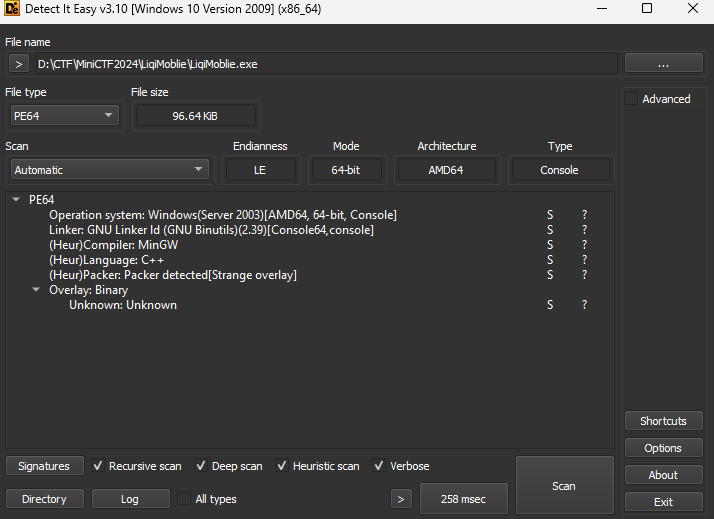 Detect It Easy v3.10 [Windows 10 Version 2009] (x86_64)
File name
> D:\CTF\MiniCTF2024\LiqiMoblie\LiqiMoblie.exe ...
File type File size
PE64 96.64 KiB
Advanced
Scan Endianness Mode Architecture Type
Automatic LE 64-bit AMD64 Console
PE64
Operation system: Windows(Server 2003)[AMD64, 64-bit, Console] S ?
Linker: GNU Linker ld (GNU Binutils)(2.39)[Console64,console] S ?
(Heur)Compiler: MinGW S ?
(Heur)Language: C++ S ?
(Heur)Packer: Packer detected[Strange overlay] S ?
Overlay: Binary
Unknown: Unknown S ?
Shortcuts
Options
About
Exit
Signatures Recursive scan Deep scan Heuristic scan Verbose
Directory Log All types > 258 msec Scan